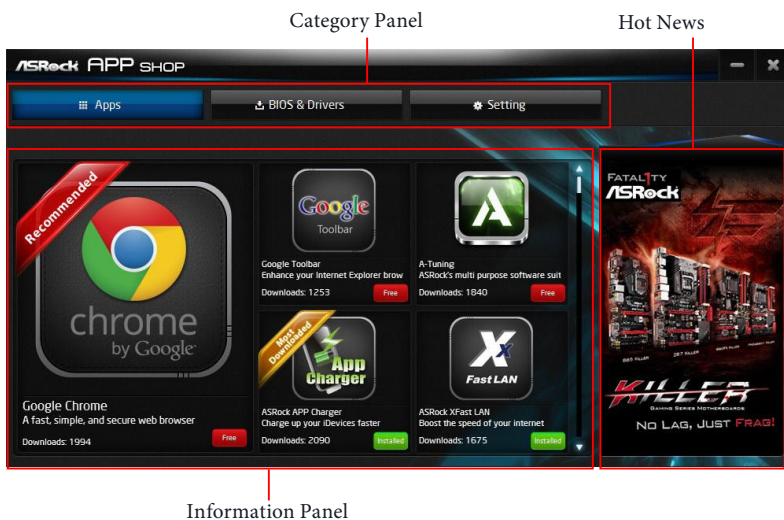 Category Panel
Hot News
ASRock APP SHOP
Apps
BIOS & Drivers
Setting
Recommended
chrome
by Google
Google Chrome
A fast, simple, and secure web browser
Downloads: 1994
Free
Google
Toolbar
Google Toolbar
Enhance your Internet Explorer brow
Downloads: 1253
Free
A-Tuning
ASRock's multi purpose software suit
Downloads: 1840
Free
Most
Downloaded
App
Charger
ASRock APP Charger
Charge up your iDevices faster
Downloads: 2090
Installed
Fast LAN
ASRock XFast LAN
Boost the speed of your internet
Downloads: 1675
Installed
FATAL1TY
ASRock
KILLER
GAMING SERIES MOTHERBOARDS
NO LAG, JUST FRAG!
Information Panel